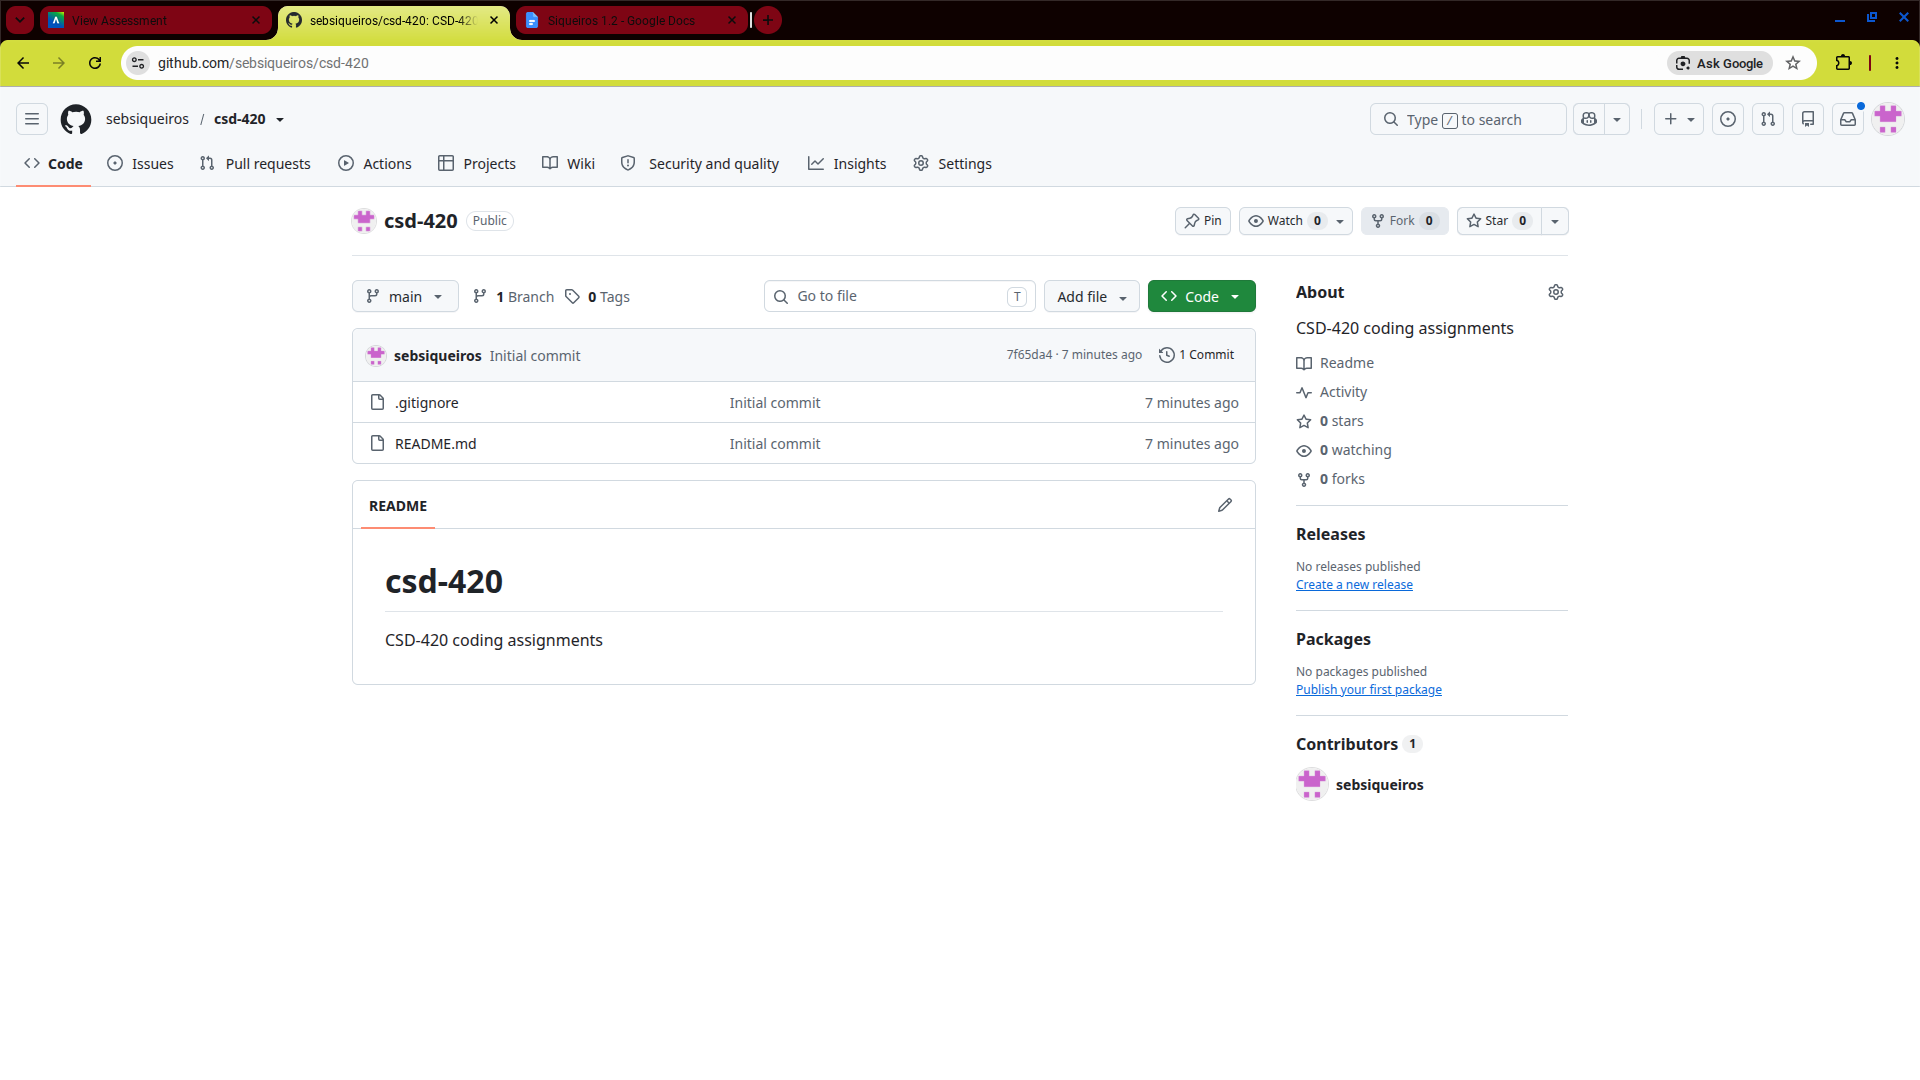 View Assessment
sebsiqueiros/csd-420: CSD-420
Siqueiros 1.2 - Google Docs
github.com/sebsiqueiros/csd-420
Ask Google
sebsiqueiros / csd-420
Type / to search
Code
Issues
Pull requests
Actions
Projects
Wiki
Security and quality
Insights
Settings
csd-420 Public
Pin
Watch 0
Fork 0
Star 0
main
1 Branch
0 Tags
Go to file T
Add file
Code
sebsiqueiros Initial commit 7f65da4 · 7 minutes ago 1 Commit
.gitignore Initial commit 7 minutes ago
README.md Initial commit 7 minutes ago
README
csd-420
CSD-420 coding assignments
About
CSD-420 coding assignments
Readme
Activity
0 stars
0 watching
0 forks
Releases
No releases published
Create a new release
Packages
No packages published
Publish your first package
Contributors 1
sebsiqueiros